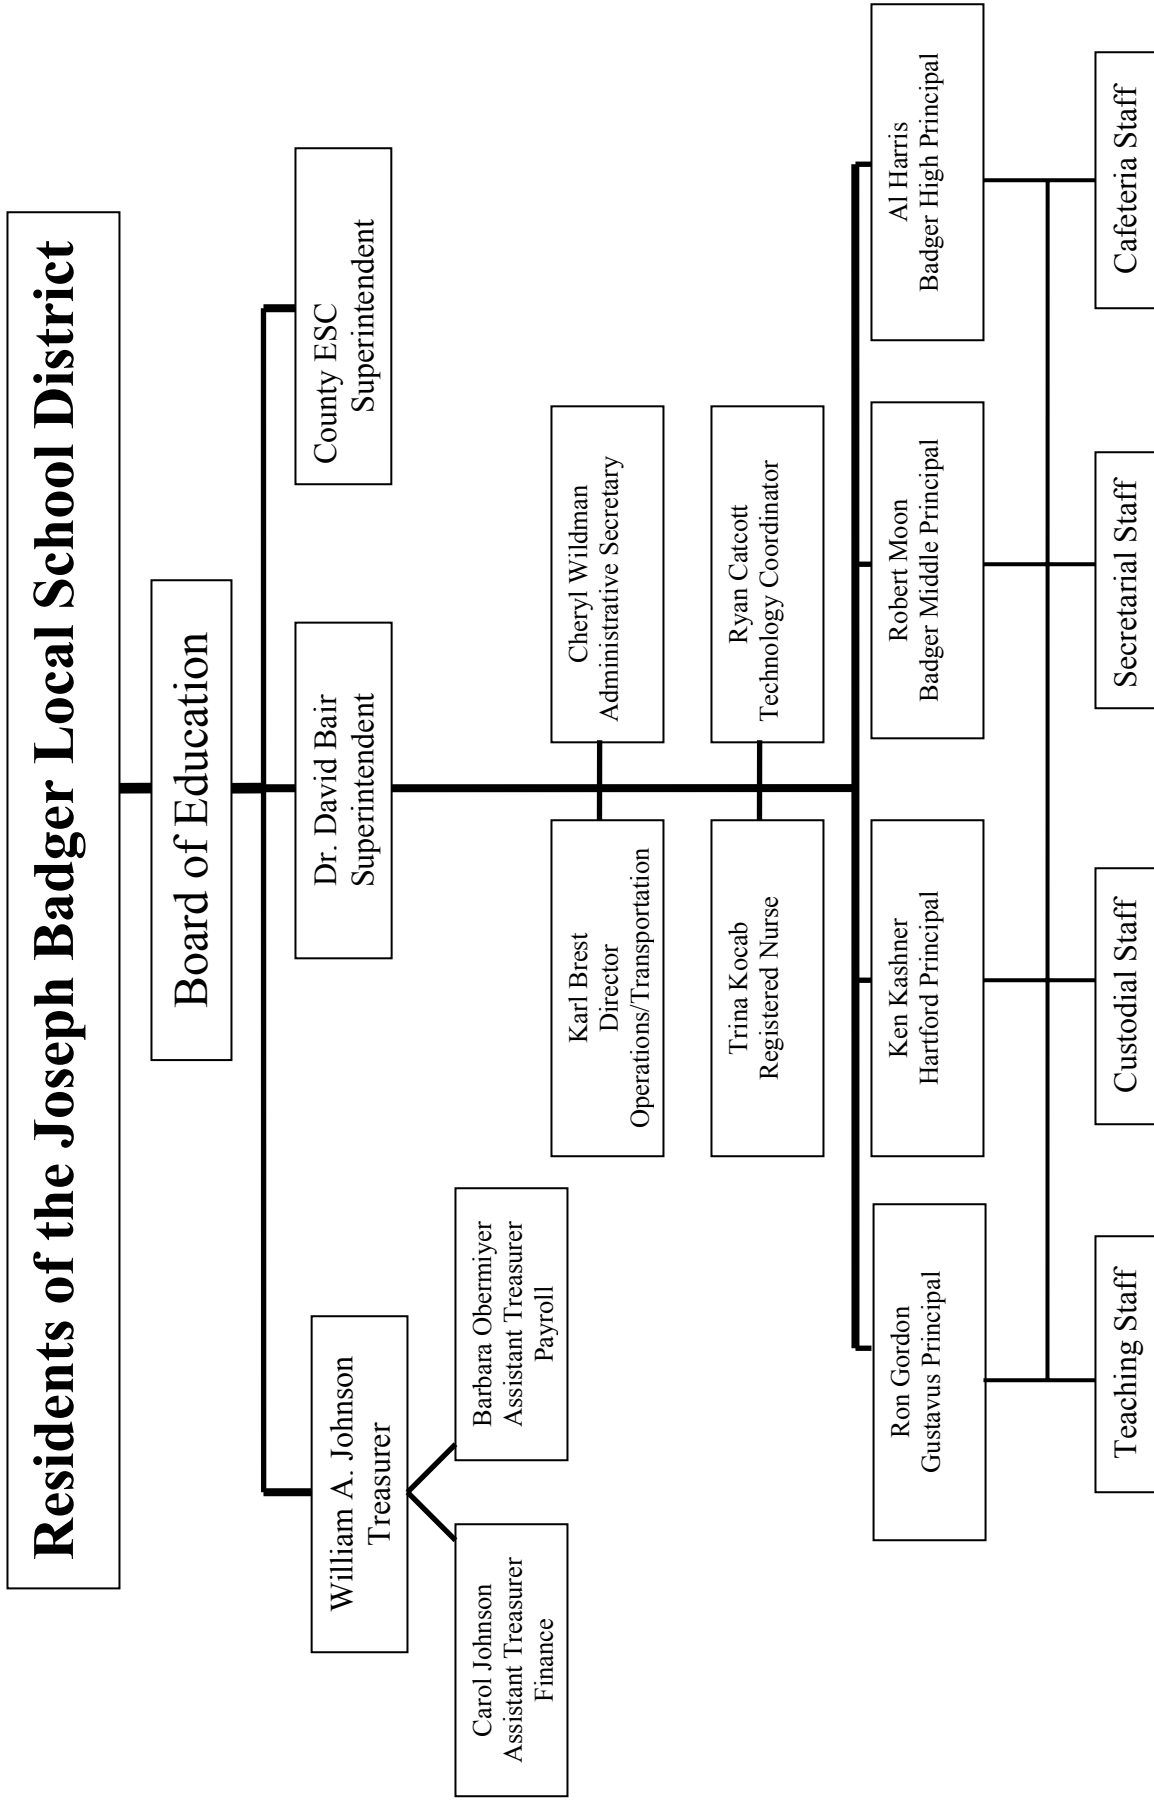 Residents of the Joseph Badger Local School District
Board of Education
William A. Johnson
Treasurer
Dr. David Bair
Superintendent
County ESC
Superintendent
Carol Johnson
Assistant Treasurer
Finance
Barbara Obermiyer
Assistant Treasurer
Payroll
Karl Brest
Director
Operations/Transportation
Cheryl Wildman
Administrative Secretary
Trina Kocab
Registered Nurse
Ryan Catcott
Technology Coordinator
Ron Gordon
Gustavus Principal
Ken Kashner
Hartford Principal
Robert Moon
Badger Middle Principal
Al Harris
Badger High Principal
Teaching Staff
Custodial Staff
Secretarial Staff
Cafeteria Staff